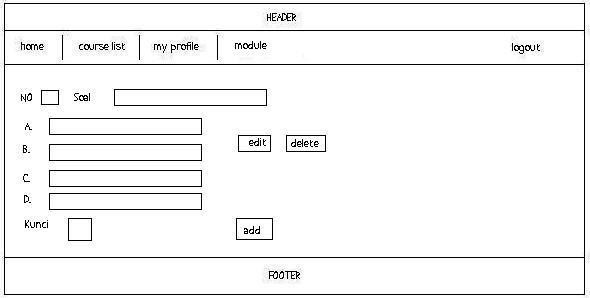 HEADER
home course list my profile module logout
NO Soal
A.
B. edit delete
C.
D.
Kunci add
FOOTER